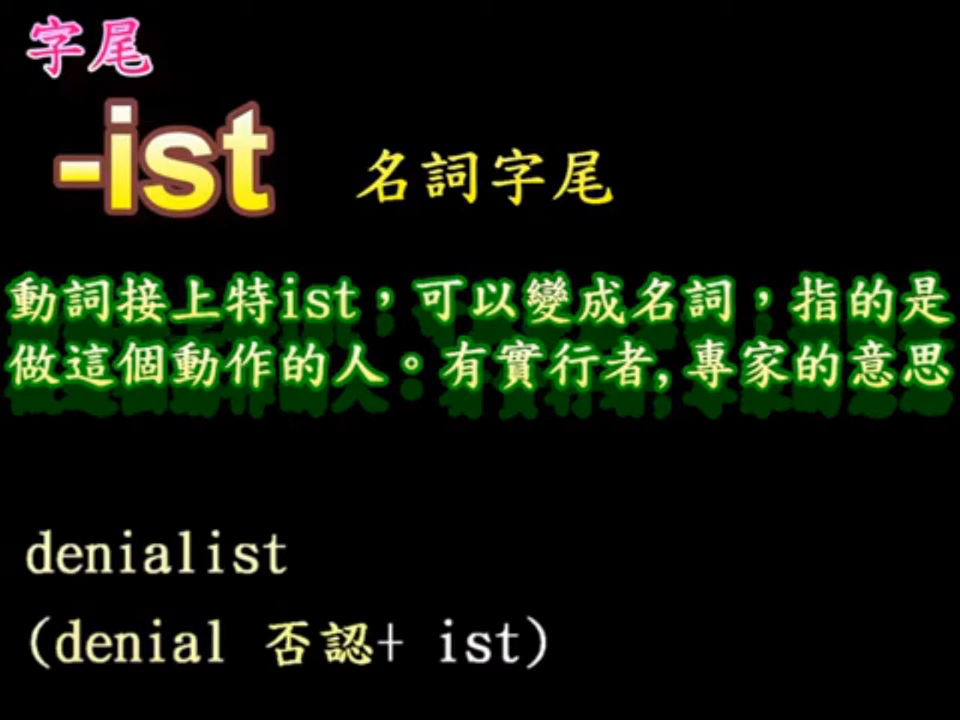 字尾
-ist 名詞字尾
動詞接上特ist，可以變成名詞，指的是
做這個動作的人。有實行者,專家的意思
denialist
(denial 否認+ ist)